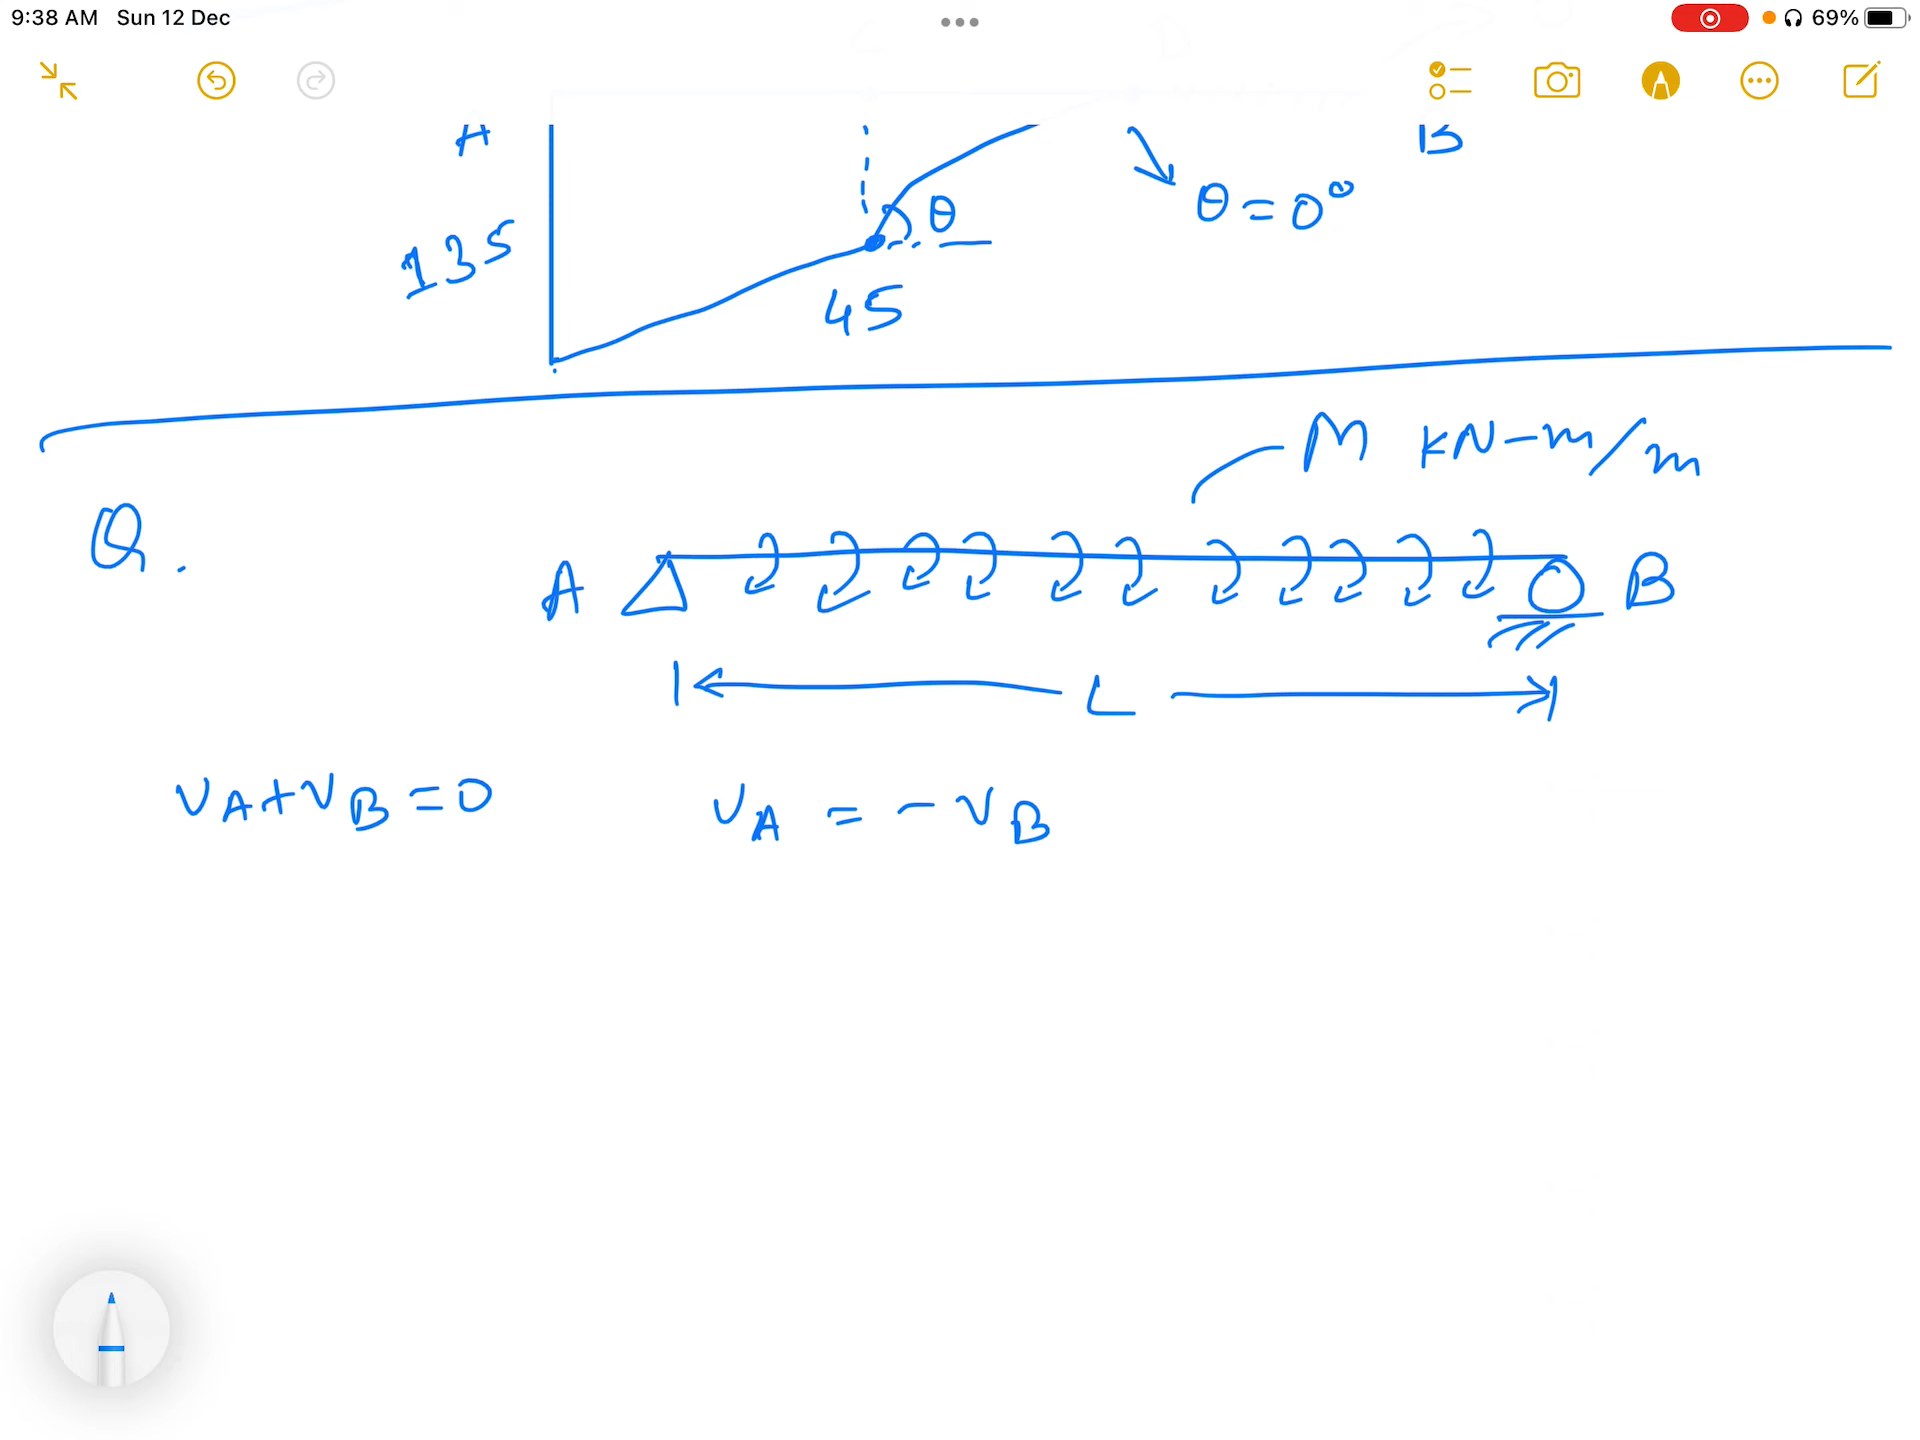 9:38 AM Sun 12 Dec
69%
A
B
θ = 0°
θ
135
45
M kN-m/m
Q.
A
B
L
VA+VB=0
VA = -VB